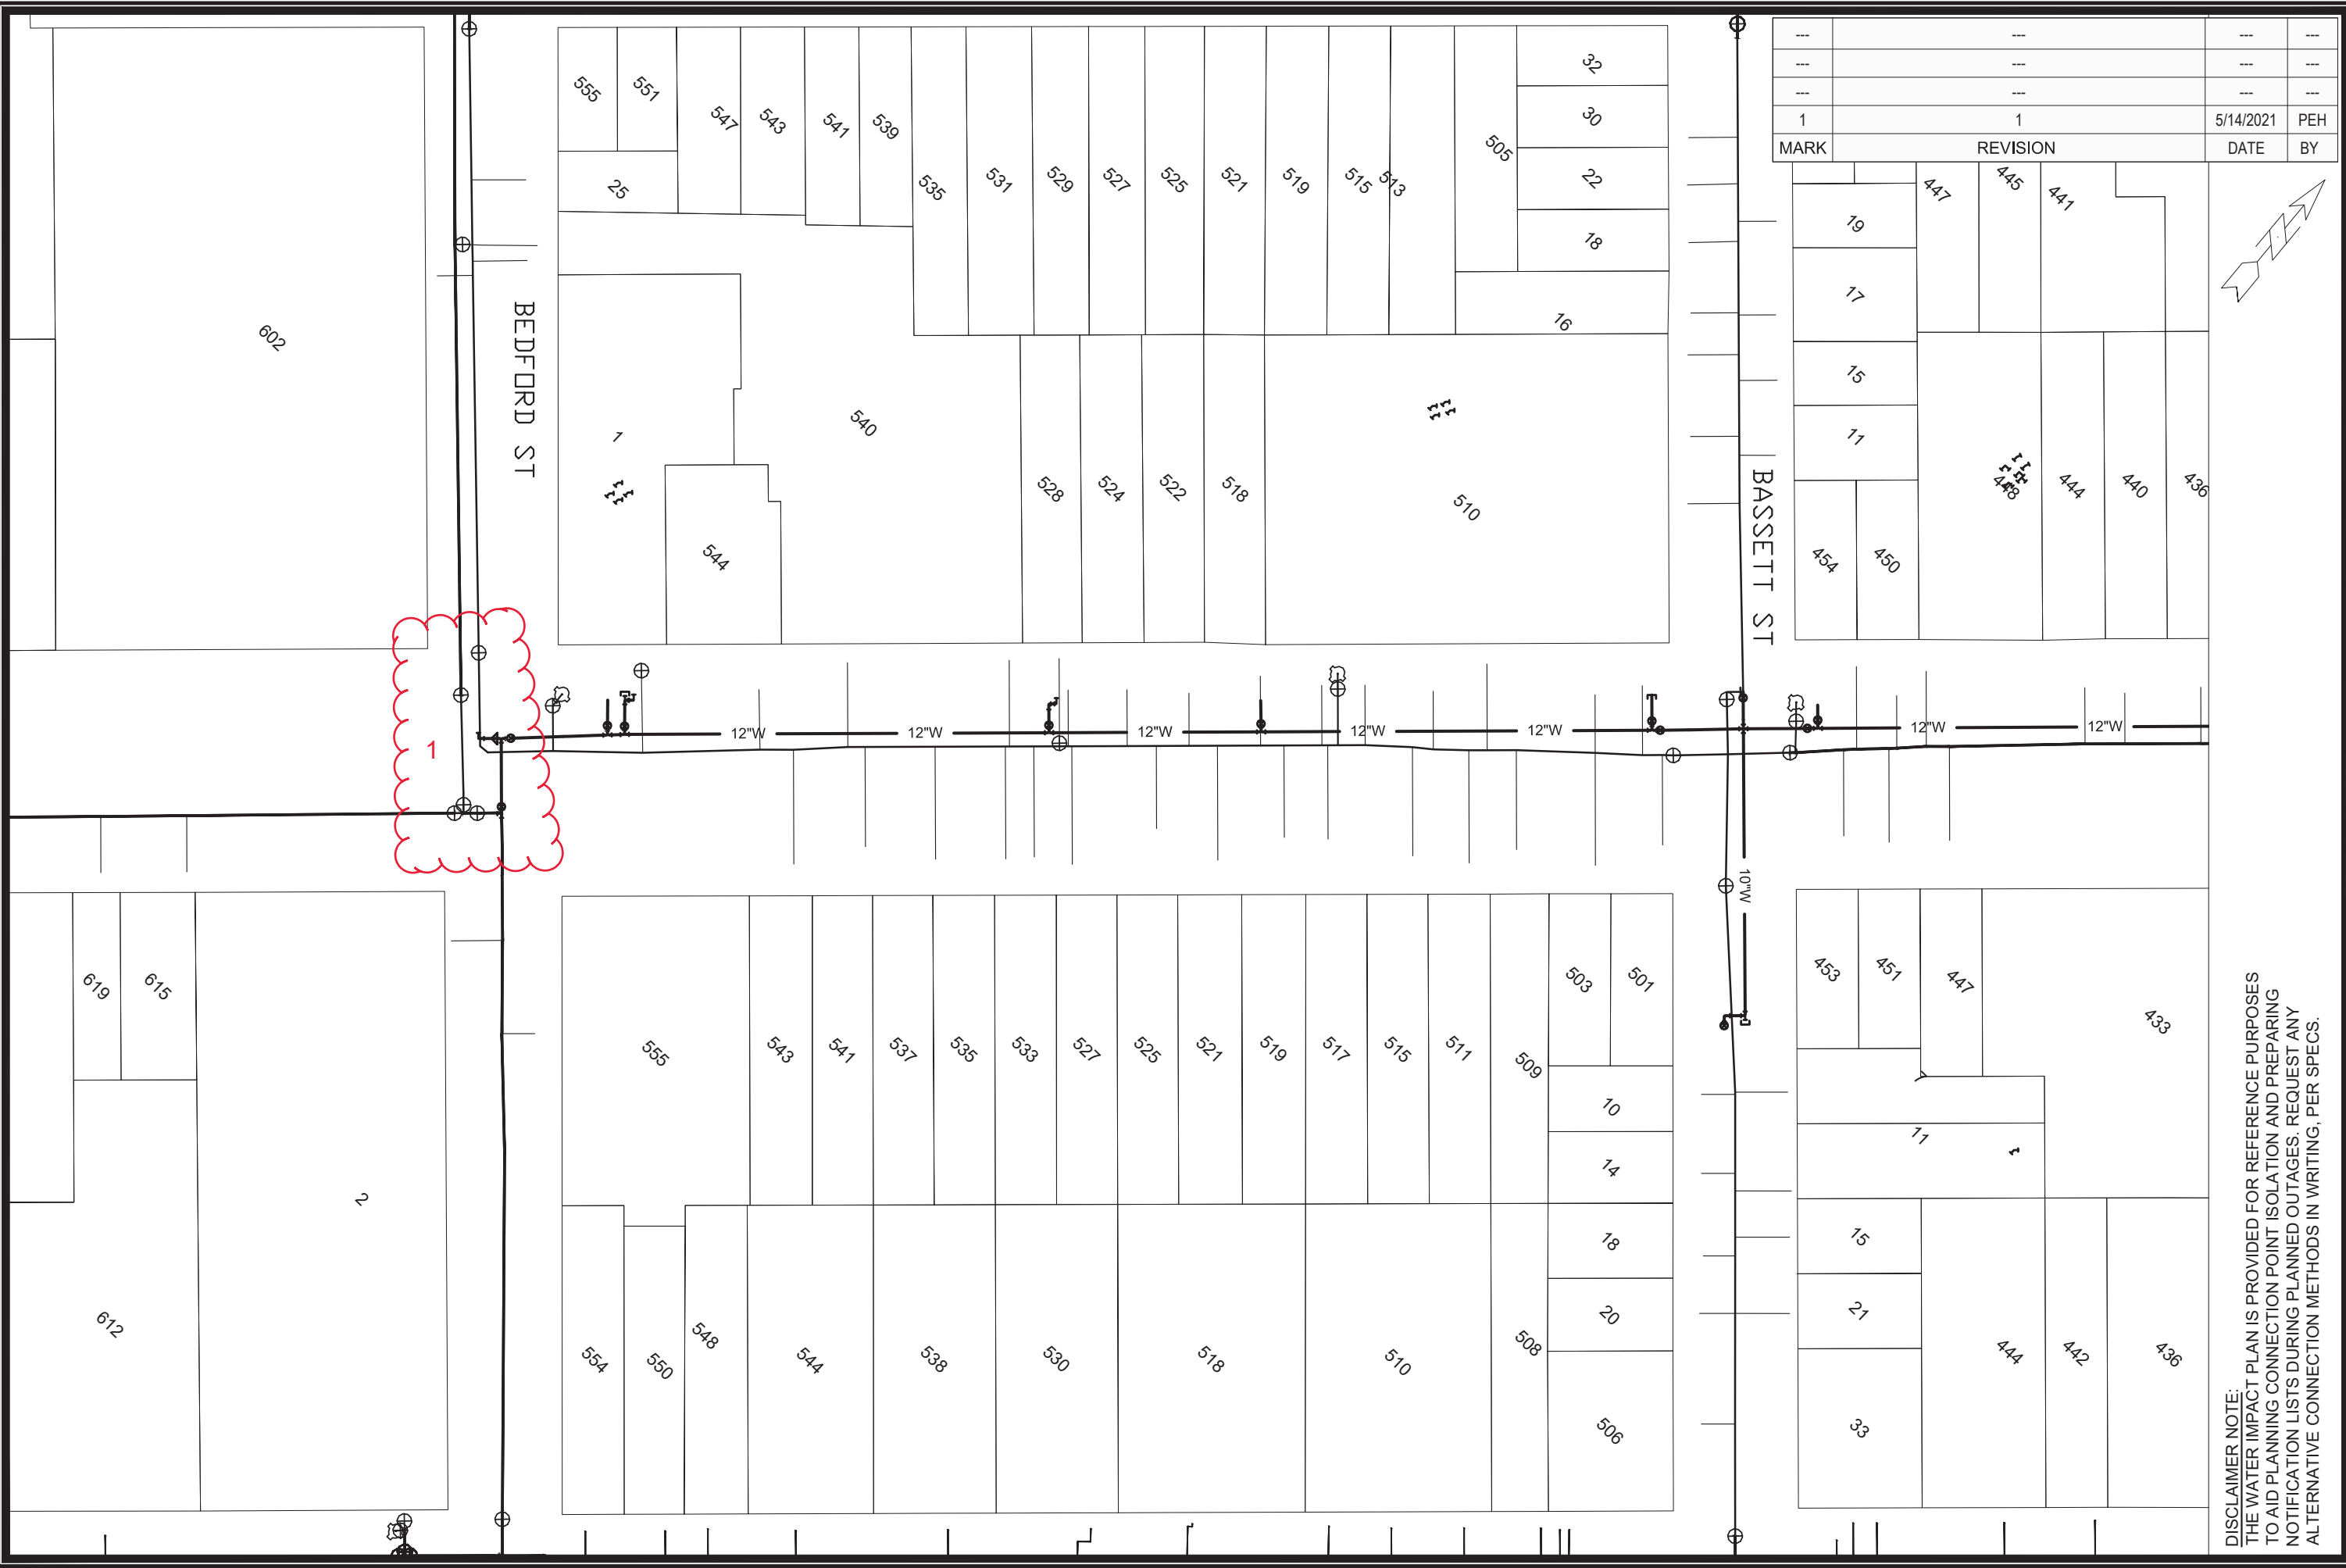 --- --- --- ---
--- --- --- ---
--- --- --- ---
1 1 5/14/2021 PEH
MARK REVISION DATE BY
BEDFORD ST
BASSETT ST
602
555 551 547 543 541 539 535 531 529 527 525 521 519 515 513 505
32
30
22
18
16
25
1
540
544
528 524 522 518 510
447 445 441
19
17
15
11
454 450 448 444 440 436
1
12"W 12"W 12"W 12"W 12"W 12"W 12"W
10"W
619 615
2
612
555 543 541 537 535 533 527 525 521 519 517 515 511 509 503 501
10
14
18
20
506
554 550 548 544 538 530 518 510 508
453 451 447 433
11
15
21
33
444 442 436
DISCLAIMER NOTE:
THE WATER IMPACT PLAN IS PROVIDED FOR REFERENCE PURPOSES
TO AID PLANNING CONNECTION POINT ISOLATION AND PREPARING
NOTIFICATION LISTS DURING PLANNED OUTAGES. REQUEST ANY
ALTERNATIVE CONNECTION METHODS IN WRITING, PER SPECS.